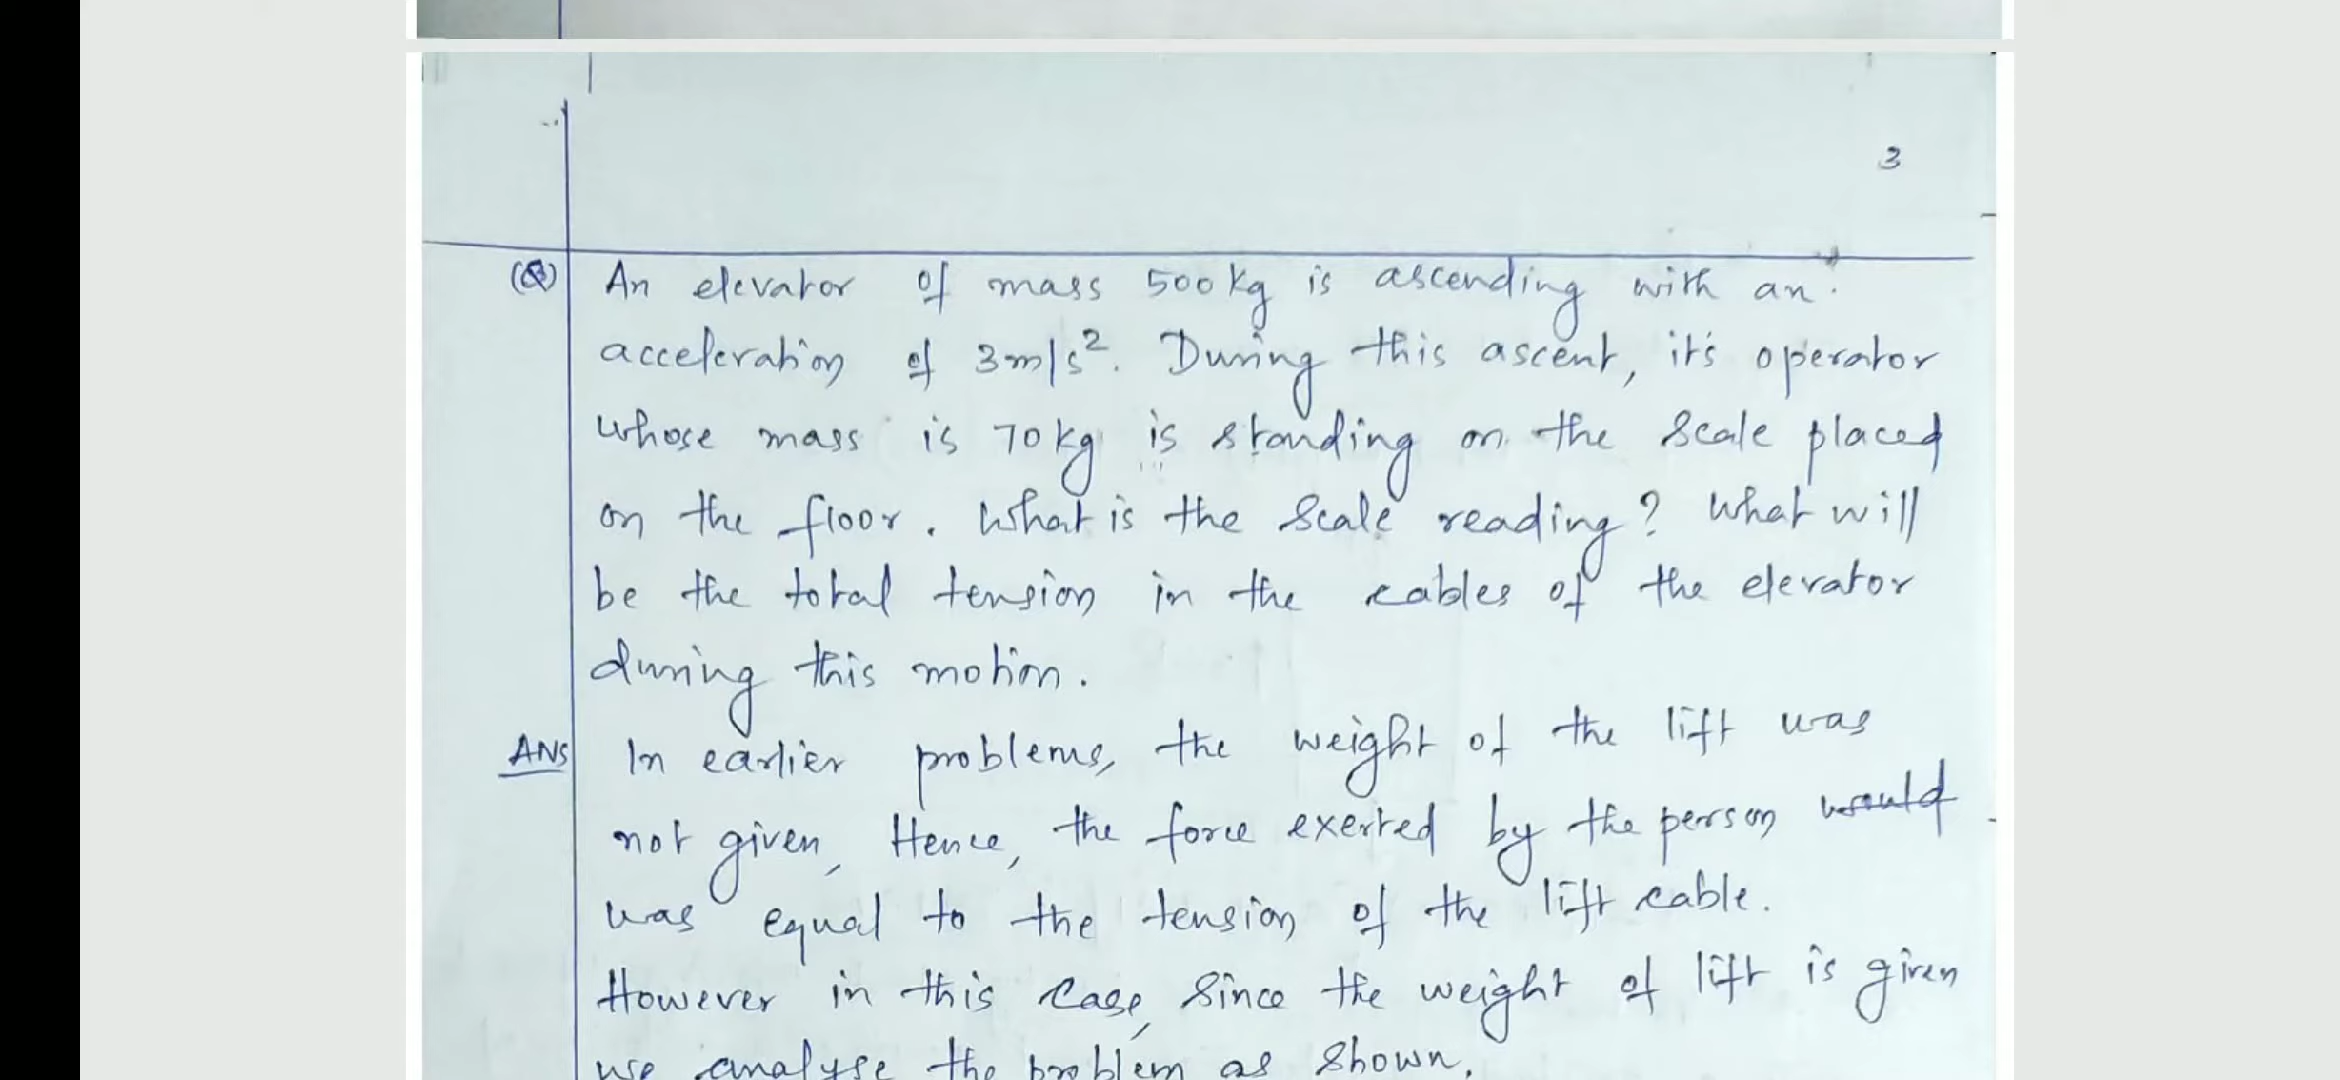 3
(Q) An elevator of mass 500kg is ascending with an
acceleration of 3m/s². During this ascent, it's operator
whose mass is 70kg is standing on the scale placed
on the floor. What is the scale reading? What will
be the total tension in the cables of the elevator
during this motion.
ANS In earlier problems, the weight of the lift was
not given, Hence, the force exerted by the person would
was equal to the tension of the lift cable.
However in this case, since the weight of lift is given
we analyse the problem as shown.